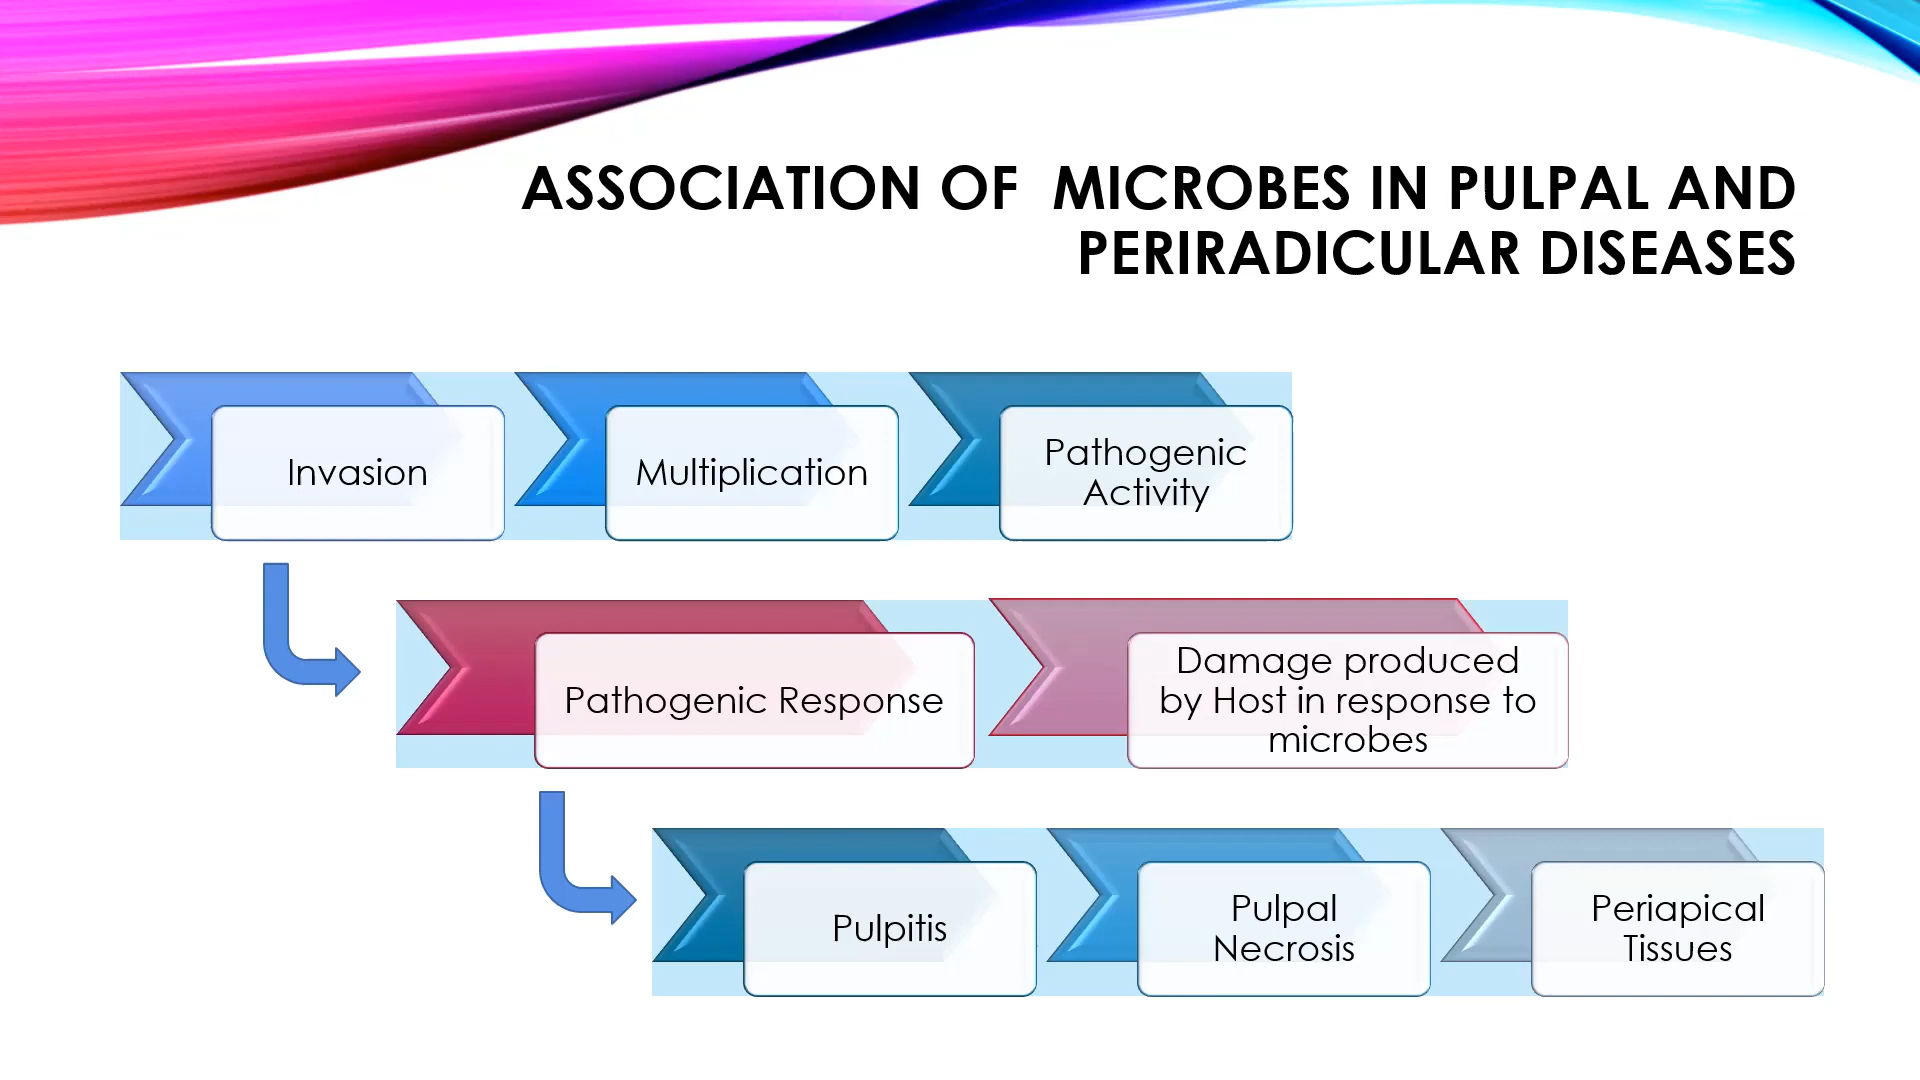 ASSOCIATION OF  MICROBES IN PULPAL AND
PERIRADICULAR DISEASES
Invasion
Multiplication
Pathogenic
Activity
Pathogenic Response
Damage produced
by Host in response to
microbes
Pulpitis
Pulpal
Necrosis
Periapical
Tissues